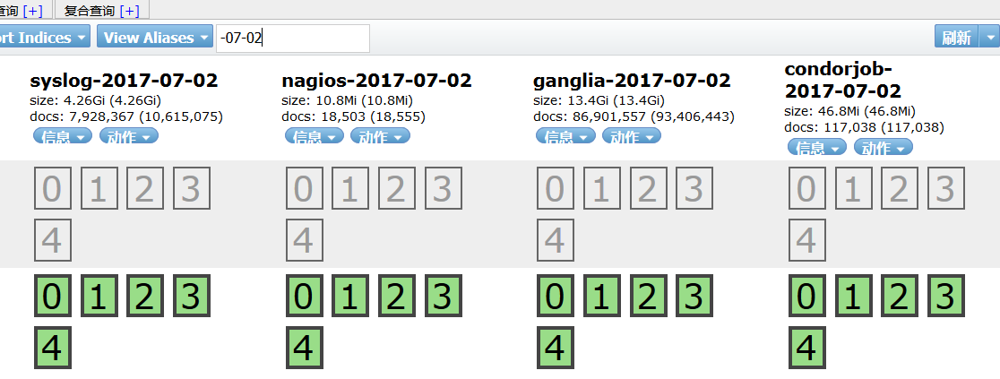 查询 [+] 复合查询 [+]
rt Indices View Aliases -07-02 刷新
syslog-2017-07-02
size: 4.26Gi (4.26Gi)
docs: 7,928,367 (10,615,075)
信息 动作
0 1 2 3
4
0 1 2 3
4
nagios-2017-07-02
size: 10.8Mi (10.8Mi)
docs: 18,503 (18,555)
信息 动作
0 1 2 3
4
0 1 2 3
4
ganglia-2017-07-02
size: 13.4Gi (13.4Gi)
docs: 86,901,557 (93,406,443)
信息 动作
0 1 2 3
4
0 1 2 3
4
condorjob-
2017-07-02
size: 46.8Mi (46.8Mi)
docs: 117,038 (117,038)
信息 动作
0 1 2 3
4
0 1 2 3
4